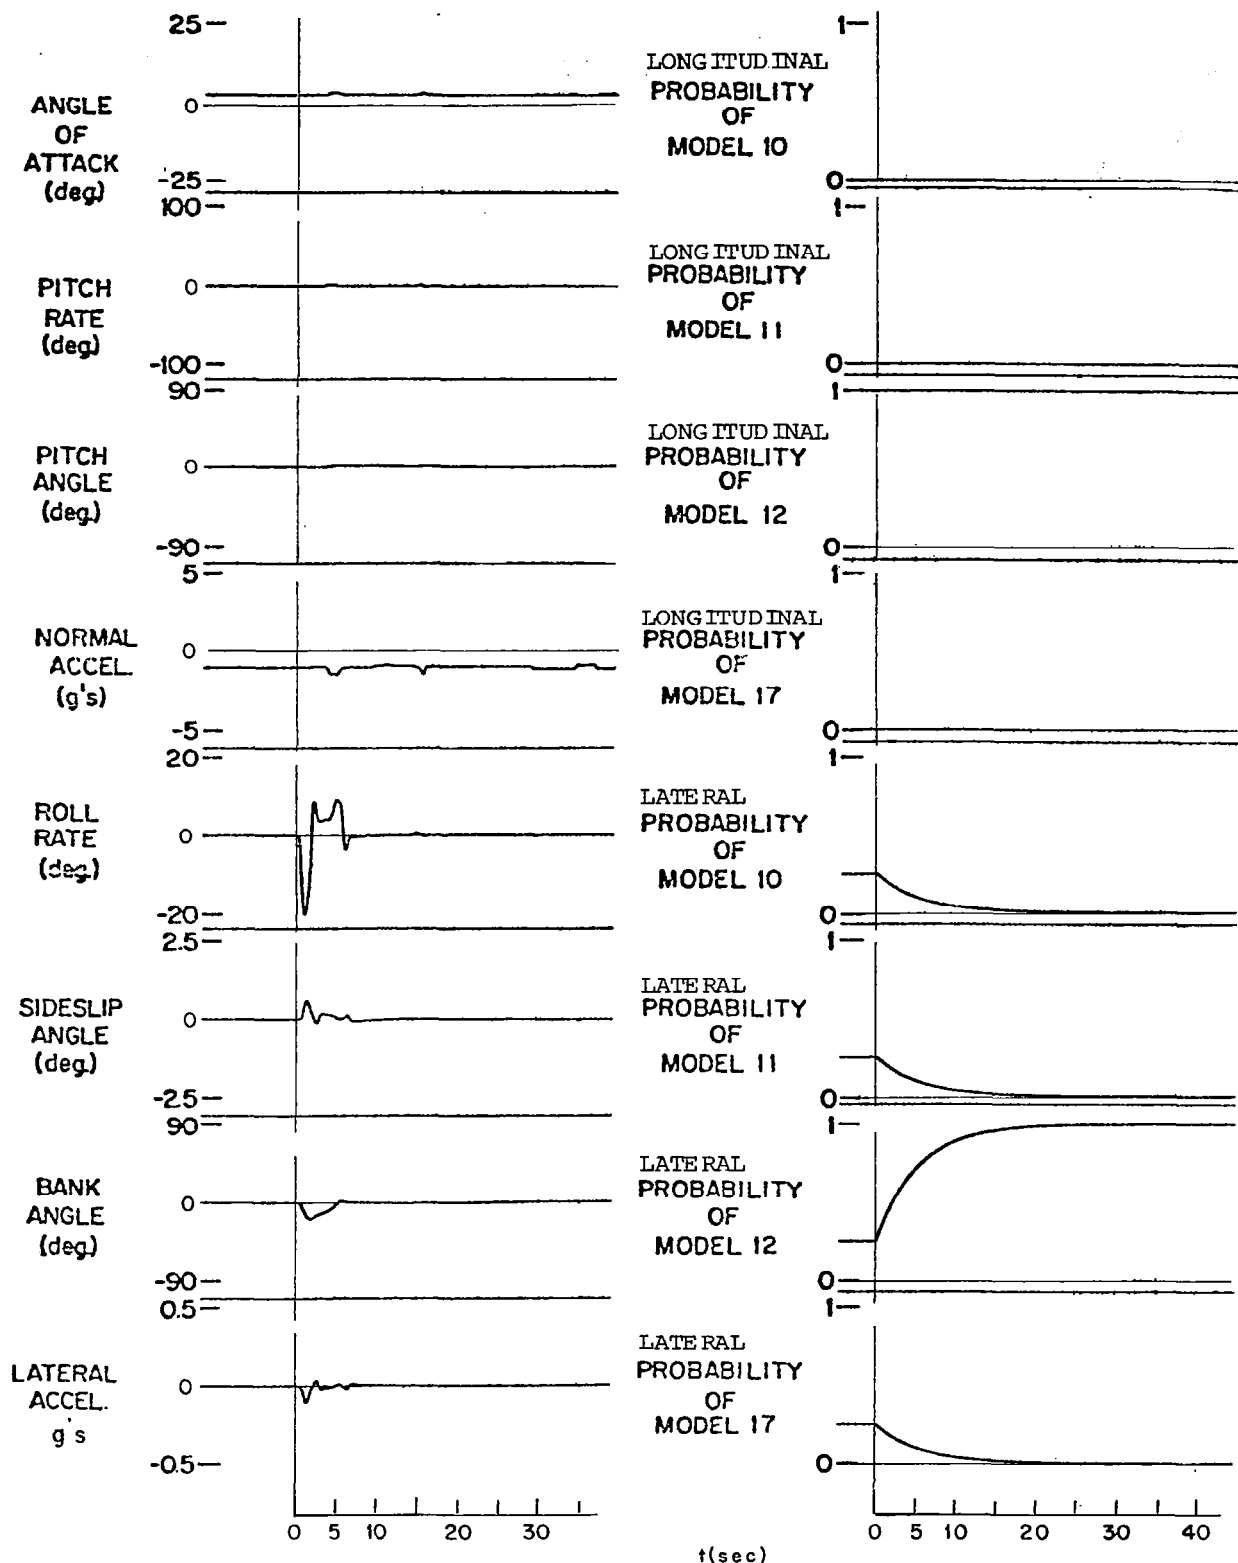 25
ANGLE
OF
ATTACK
(deg.)
0
-25
100
PITCH
RATE
(deg.)
0
-100
90
PITCH
ANGLE
(deg.)
0
-90
5
NORMAL
ACCEL.
(g's)
0
-5
20
ROLL
RATE
(deg.)
0
-20
2.5
SIDESLIP
ANGLE
(deg.)
0
-2.5
90
BANK
ANGLE
(deg.)
0
-90
0.5
LATERAL
ACCEL.
g's
0
-0.5
0 5 10 20 30
1
LONGITUDINAL
PROBABILITY
OF
MODEL 10
0
1
LONGITUDINAL
PROBABILITY
OF
MODEL 11
0
1
LONGITUDINAL
PROBABILITY
OF
MODEL 12
0
1
LONGITUDINAL
PROBABILITY
OF
MODEL 17
0
1
LATERAL
PROBABILITY
OF
MODEL 10
0
1
LATERAL
PROBABILITY
OF
MODEL 11
0
1
LATERAL
PROBABILITY
OF
MODEL 12
0
1
LATERAL
PROBABILITY
OF
MODEL 17
0
0 5 10 20 30 40
t(sec)